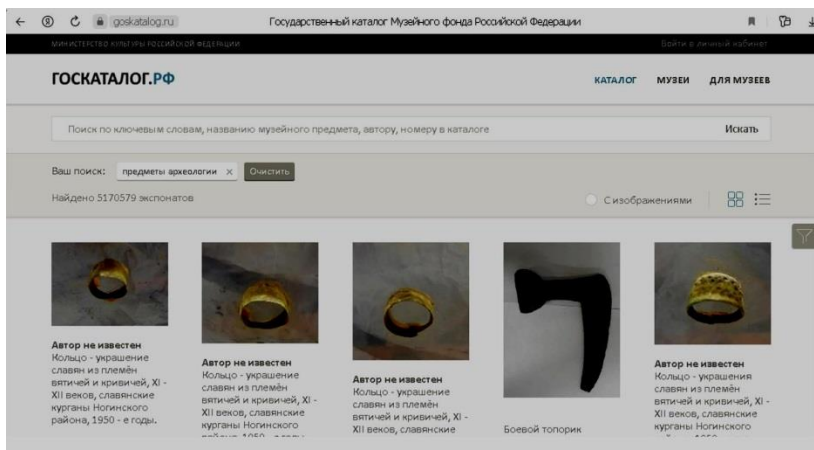 goskatalog.ru
Государственный каталог Музейного фонда Российской Федерации
МИНИСТЕРСТВО КУЛЬТУРЫ РОССИЙСКОЙ ФЕДЕРАЦИИ
Войти в личный кабинет
ГОСКАТАЛОГ.РФ
КАТАЛОГ МУЗЕИ ДЛЯ МУЗЕЕВ
Поиск по ключевым словам, названию музейного предмета, автору, номеру в каталоге
Искать
Ваш поиск: предметы археологии × Очистить
Найдено 5170579 экспонатов
С изображениями
Автор не известен
Кольцо - украшение
славян из племён
вятичей и кривичей, XI -
XII веков, славянские
курганы Ногинского
района, 1950 - е годы.
Автор не известен
Кольцо - украшение
славян из племён
вятичей и кривичей, XI -
XII веков, славянские
курганы Ногинского
района, 1950 - е годы
Автор не известен
Кольцо - украшение
славян из племён
вятичей и кривичей, XI -
XII веков, славянские
Боевой топорик
Автор не известен
Кольцо - украшения
славян из племён
вятичей и кривичей, XI -
XII веков, славянские
курганы Ногинского